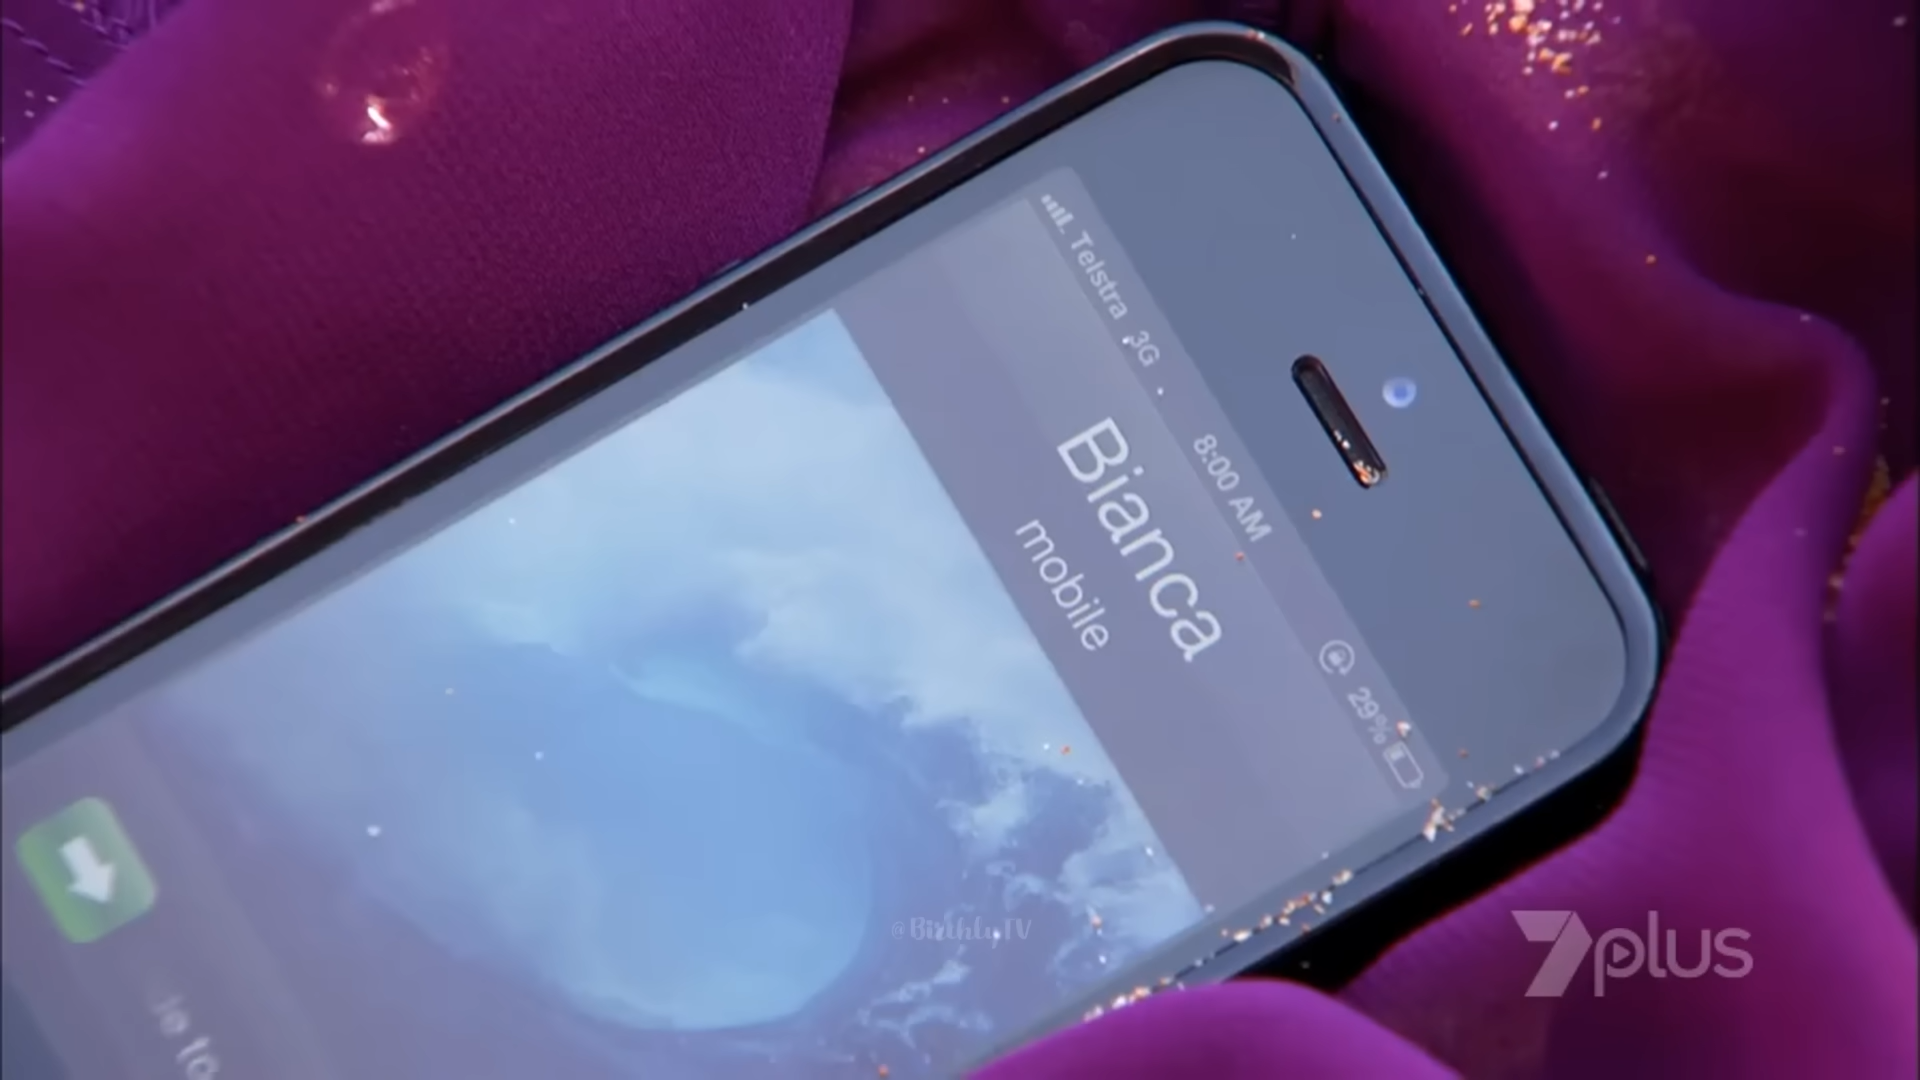 Telstra 3G 8:00 AM 29%
Bianca
mobile
@BirthlyTV
7plus